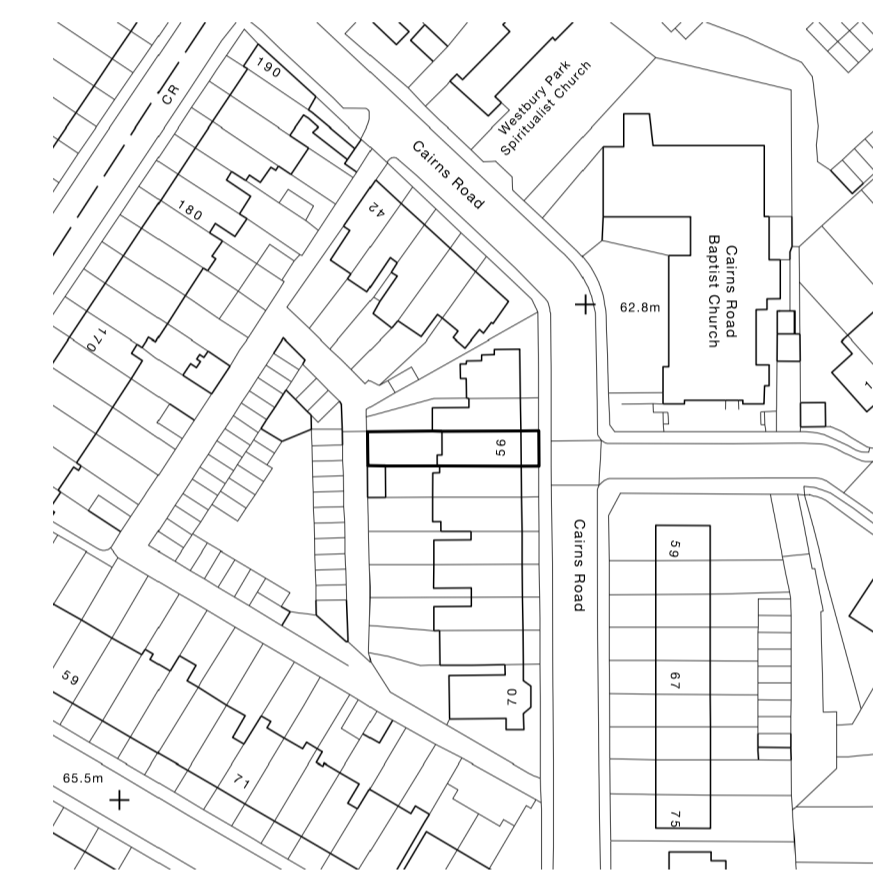 190
CR
Westbury Park
Spiritualist Church
Cairns Road
180
42
Cairns Road
Baptist Church
62.8m
170
1
56
Cairns Road
59
59
67
70
71
65.5m
75